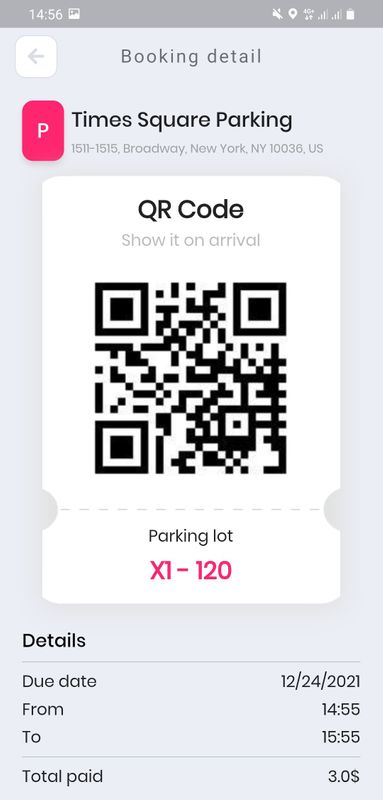 14:56
4G+
Booking detail
P
Times Square Parking
1511-1515, Broadway, New York, NY 10036, US
QR Code
Show it on arrival
Parking lot
X1 - 120
Details
Due date 12/24/2021
From 14:55
To 15:55
Total paid 3.0$